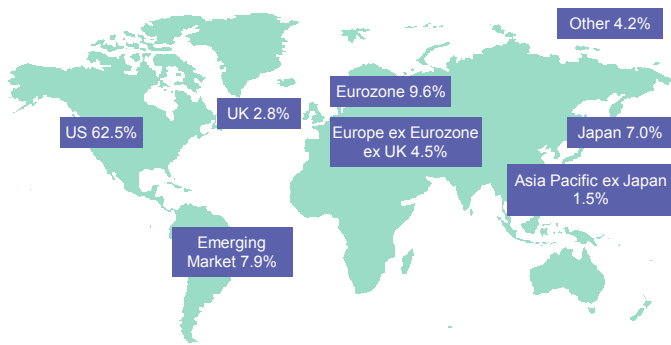 Other 4.2%
Eurozone 9.6%
UK 2.8%
US 62.5%
Europe ex Eurozone
ex UK 4.5%
Japan 7.0%
Asia Pacific ex Japan
1.5%
Emerging
Market 7.9%